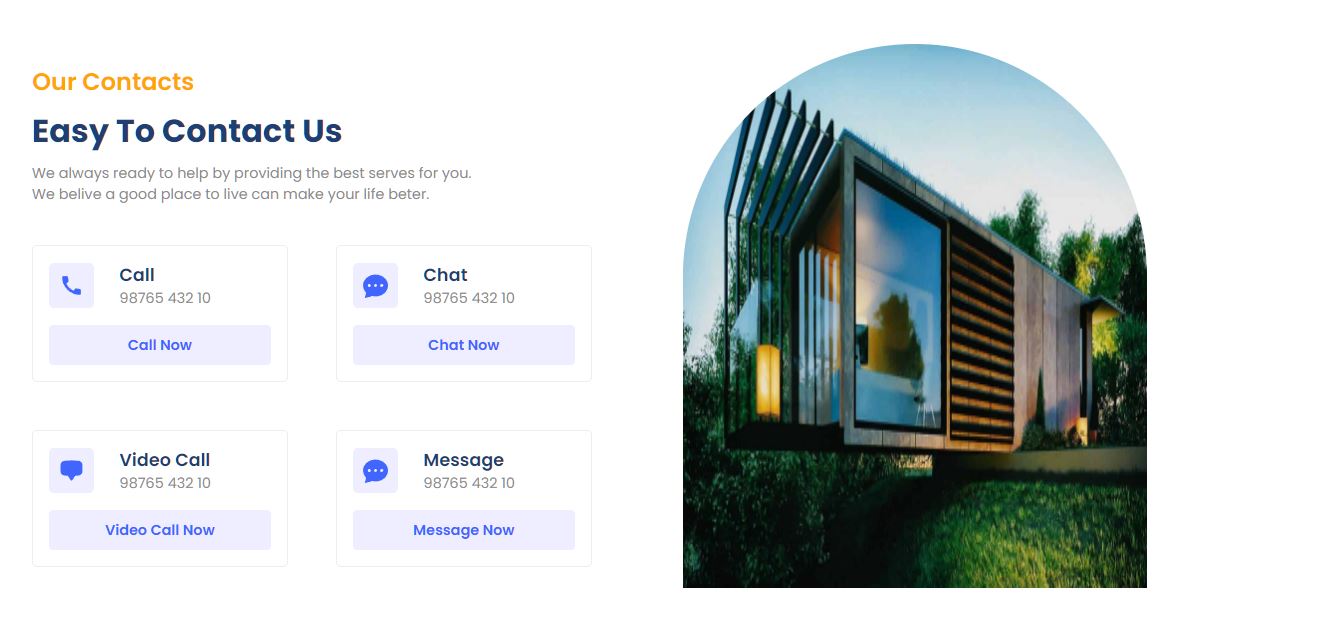 Our Contacts
Easy To Contact Us
We always ready to help by providing the best serves for you.
We belive a good place to live can make your life beter.
Call
98765 432 10
Call Now
Chat
98765 432 10
Chat Now
Video Call
98765 432 10
Video Call Now
Message
98765 432 10
Message Now